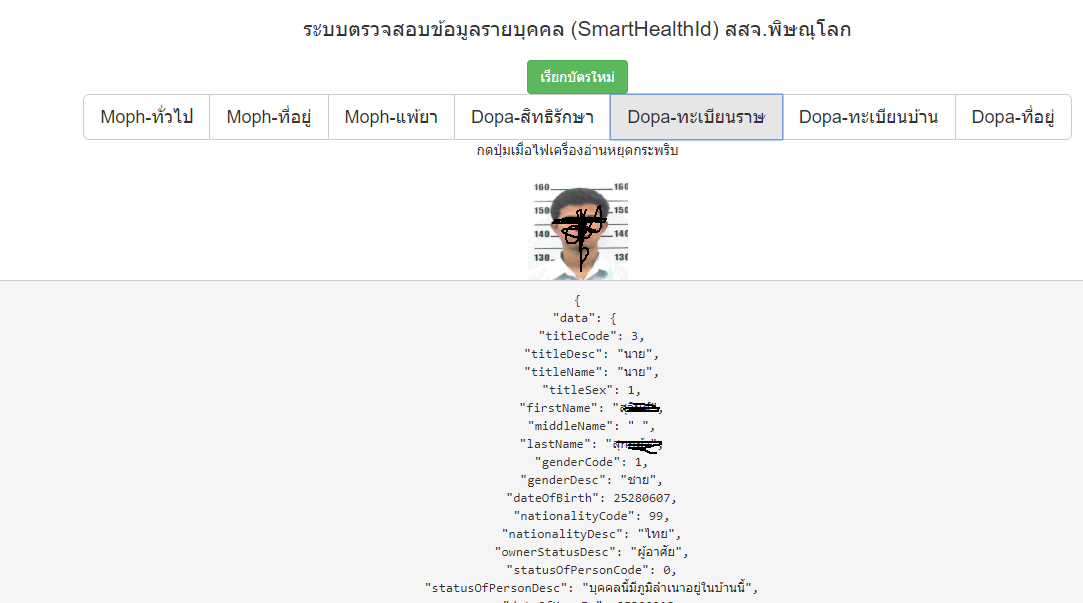 ระบบตรวจสอบข้อมูลรายบุคคล (SmartHealthId) สสจ.พิษณุโลก
เรียกบัตรใหม่
Moph-ทั่วไป Moph-ที่อยู่ Moph-แพ้ยา Dopa-สิทธิรักษา Dopa-ทะเบียนราษ Dopa-ทะเบียนบ้าน Dopa-ที่อยู่
กดปุ่มเมื่อไฟเครื่องอ่านหยุดกระพริบ
160 160
150 150
140 140
130 130
{
"data": {
"titleCode": 3,
"titleDesc": "นาย",
"titleName": "นาย",
"titleSex": 1,
"firstName": "
"middleName": " ",
"lastName": "
"genderCode": 1,
"genderDesc": "ชาย",
"dateOfBirth": 25280607,
"nationalityCode": 99,
"nationalityDesc": "ไทย",
"ownerStatusDesc": "ผู้อาศัย",
"statusOfPersonCode": 0,
"statusOfPersonDesc": "บุคคลนี้มีภูมิลำเนาอยู่ในบ้านนี้",